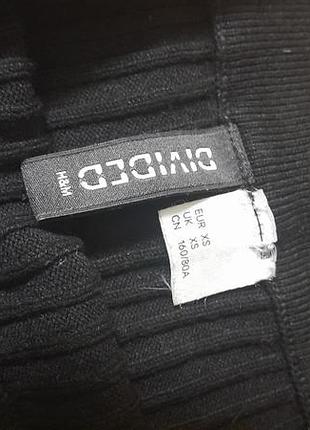 DIVIDED
H&M
EUR XS
UK XS
CN 160/80A